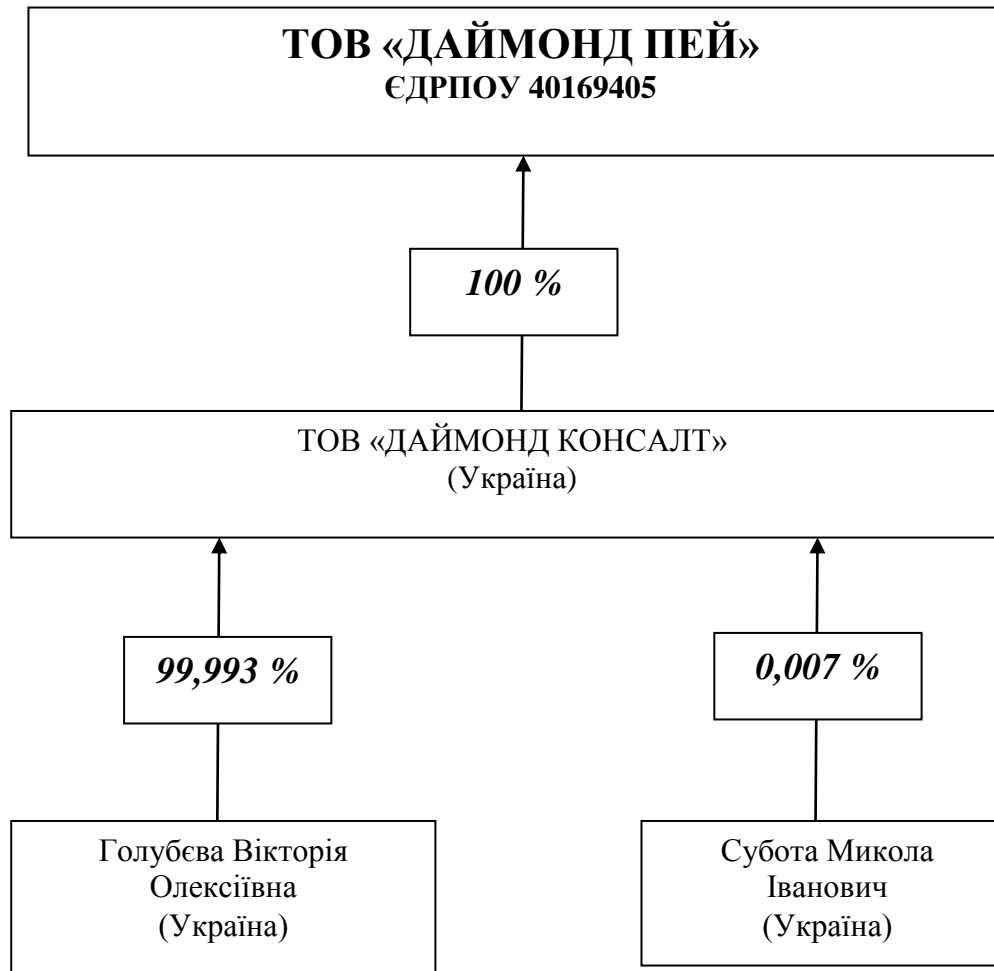 ТОВ «ДАЙМОНД ПЕЙ»
ЄДРПОУ 40169405
100 %
ТОВ «ДАЙМОНД КОНСАЛТ»
(Україна)
99,993 %
0,007 %
Голубєва Вікторія
Олексіївна
(Україна)
Субота Микола
Іванович
(Україна)